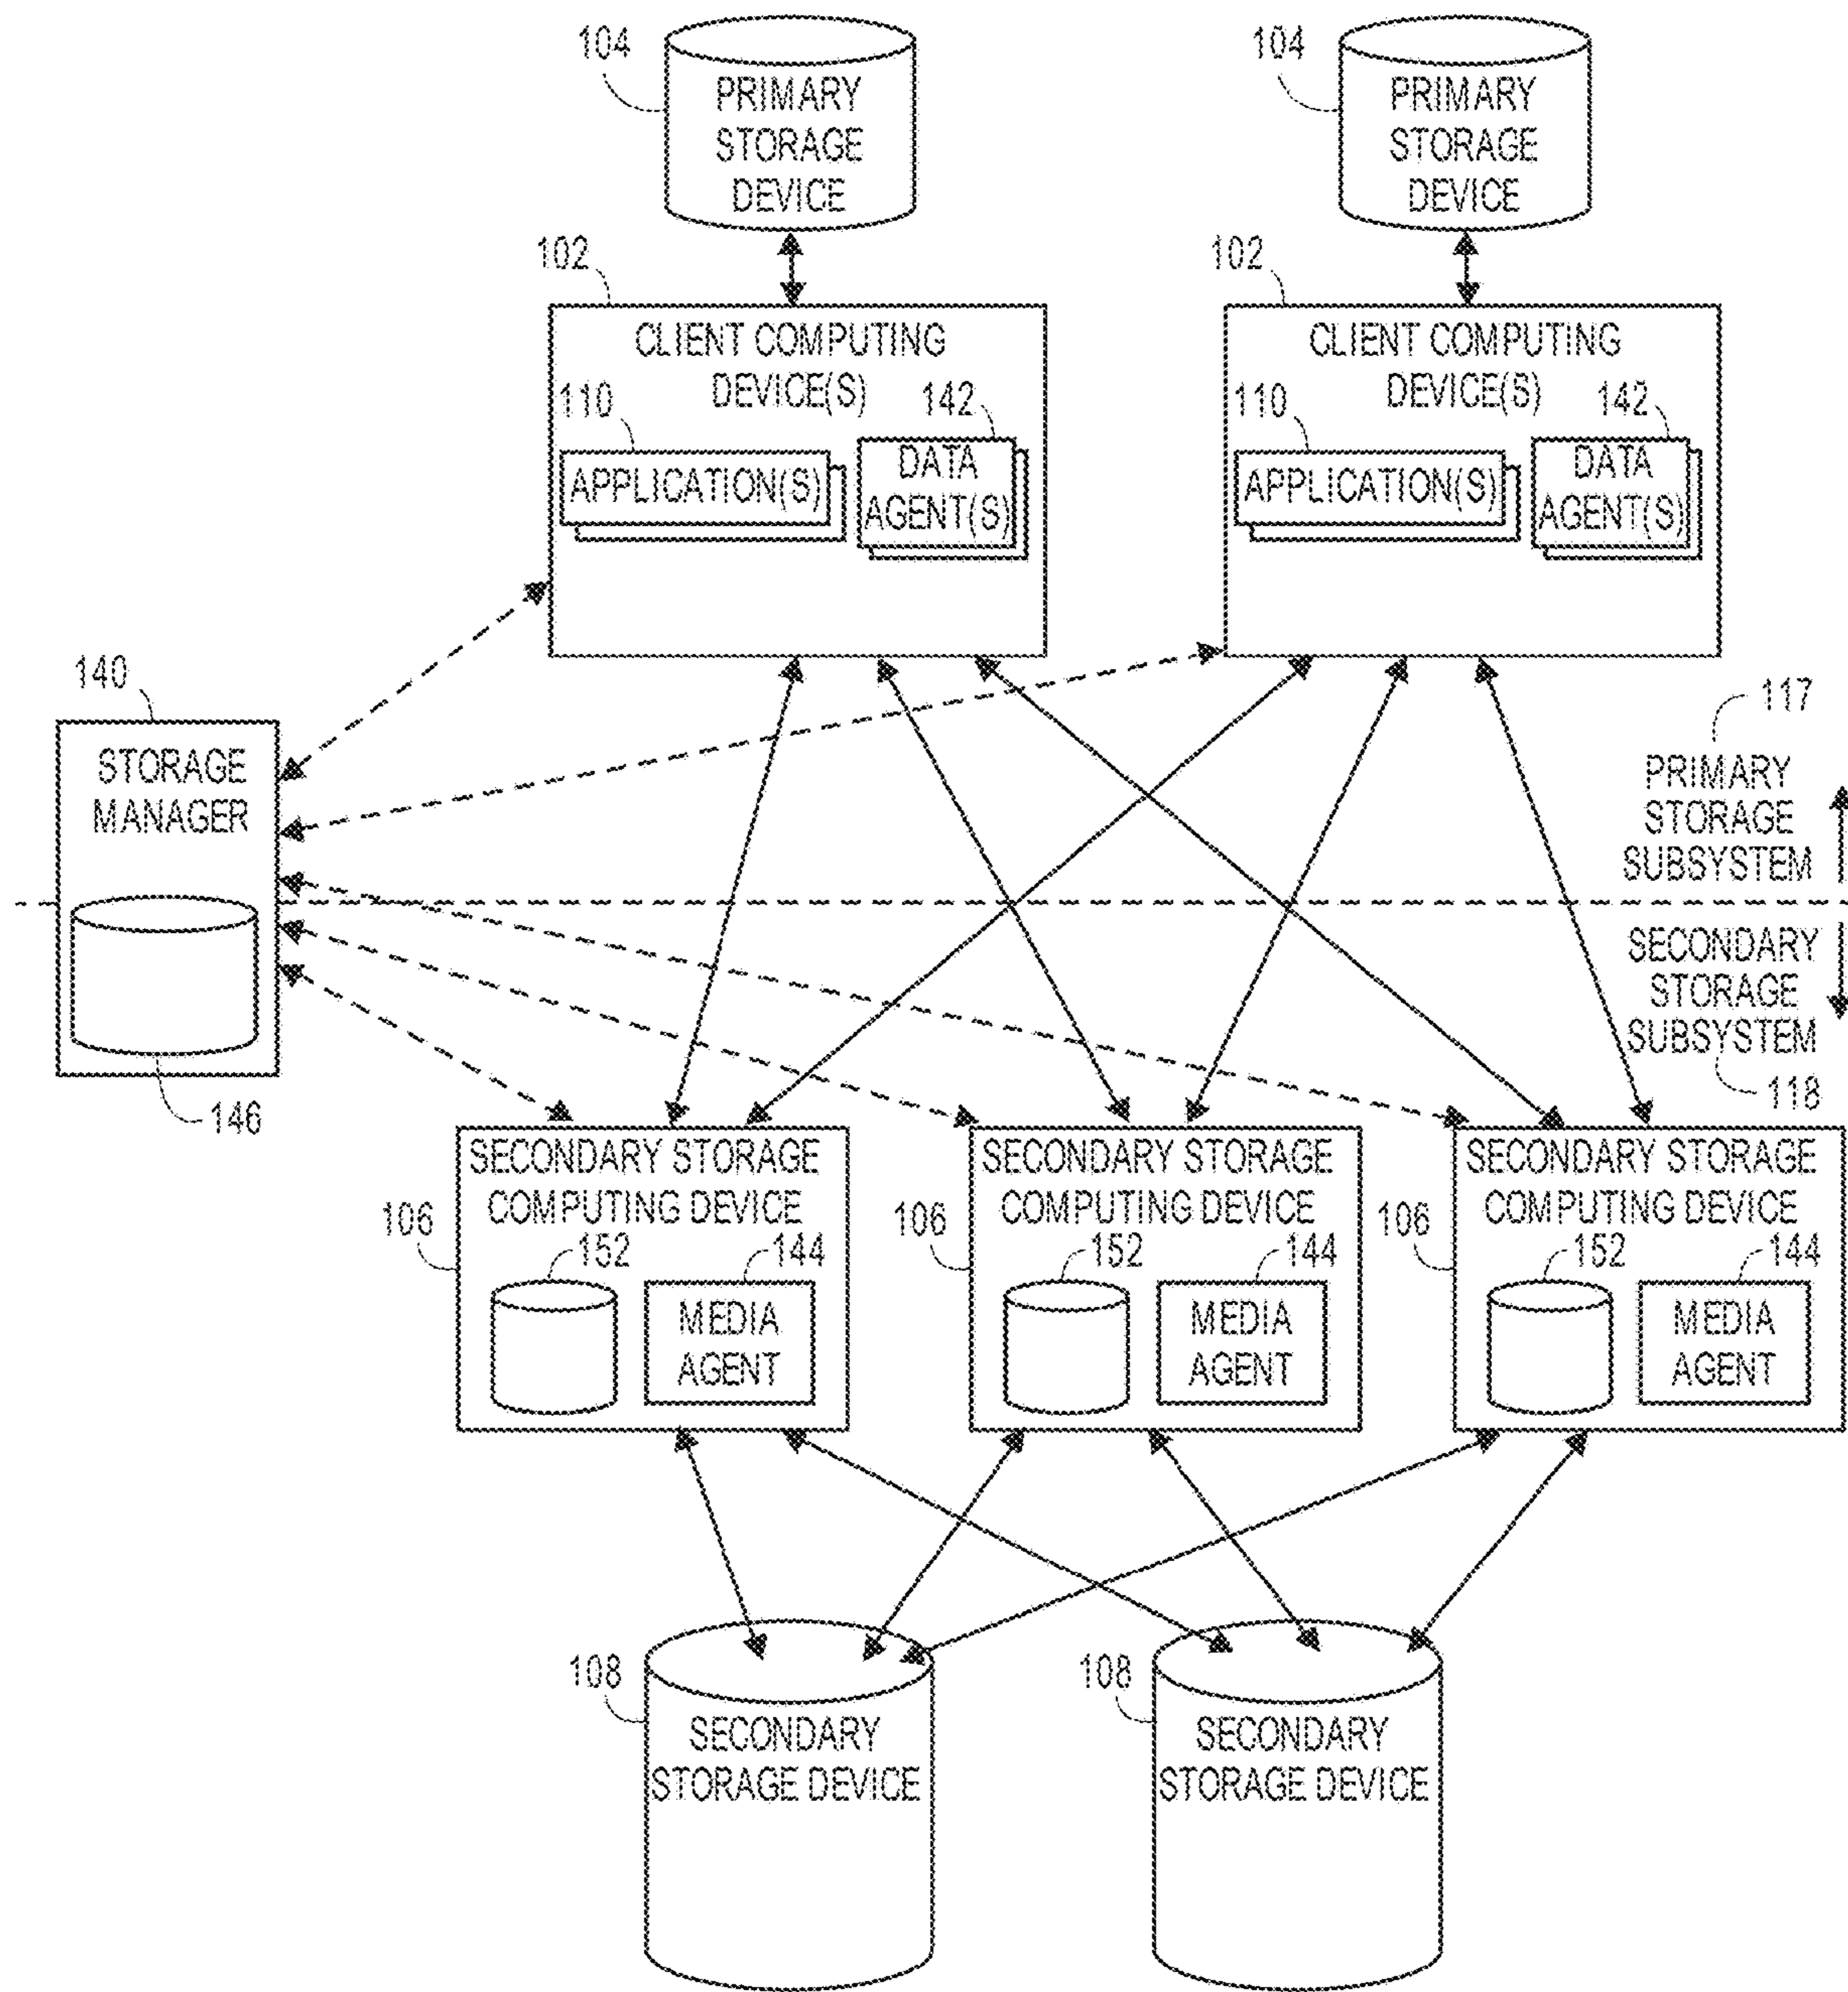 104
PRIMARY
STORAGE
DEVICE
104
PRIMARY
STORAGE
DEVICE
102
CLIENT COMPUTING
DEVICE(S)
110
142
APPLICATION(S)
DATA
AGENT(S)
102
CLIENT COMPUTING
DEVICE(S)
110
142
APPLICATION(S)
DATA
AGENT(S)
140
STORAGE
MANAGER
146
117
PRIMARY
STORAGE
SUBSYSTEM
SECONDARY
STORAGE
SUBSYSTEM
118
106
SECONDARY STORAGE
COMPUTING DEVICE
152
144
MEDIA
AGENT
106
SECONDARY STORAGE
COMPUTING DEVICE
152
144
MEDIA
AGENT
106
SECONDARY STORAGE
COMPUTING DEVICE
152
144
MEDIA
AGENT
108
SECONDARY
STORAGE DEVICE
108
SECONDARY
STORAGE DEVICE